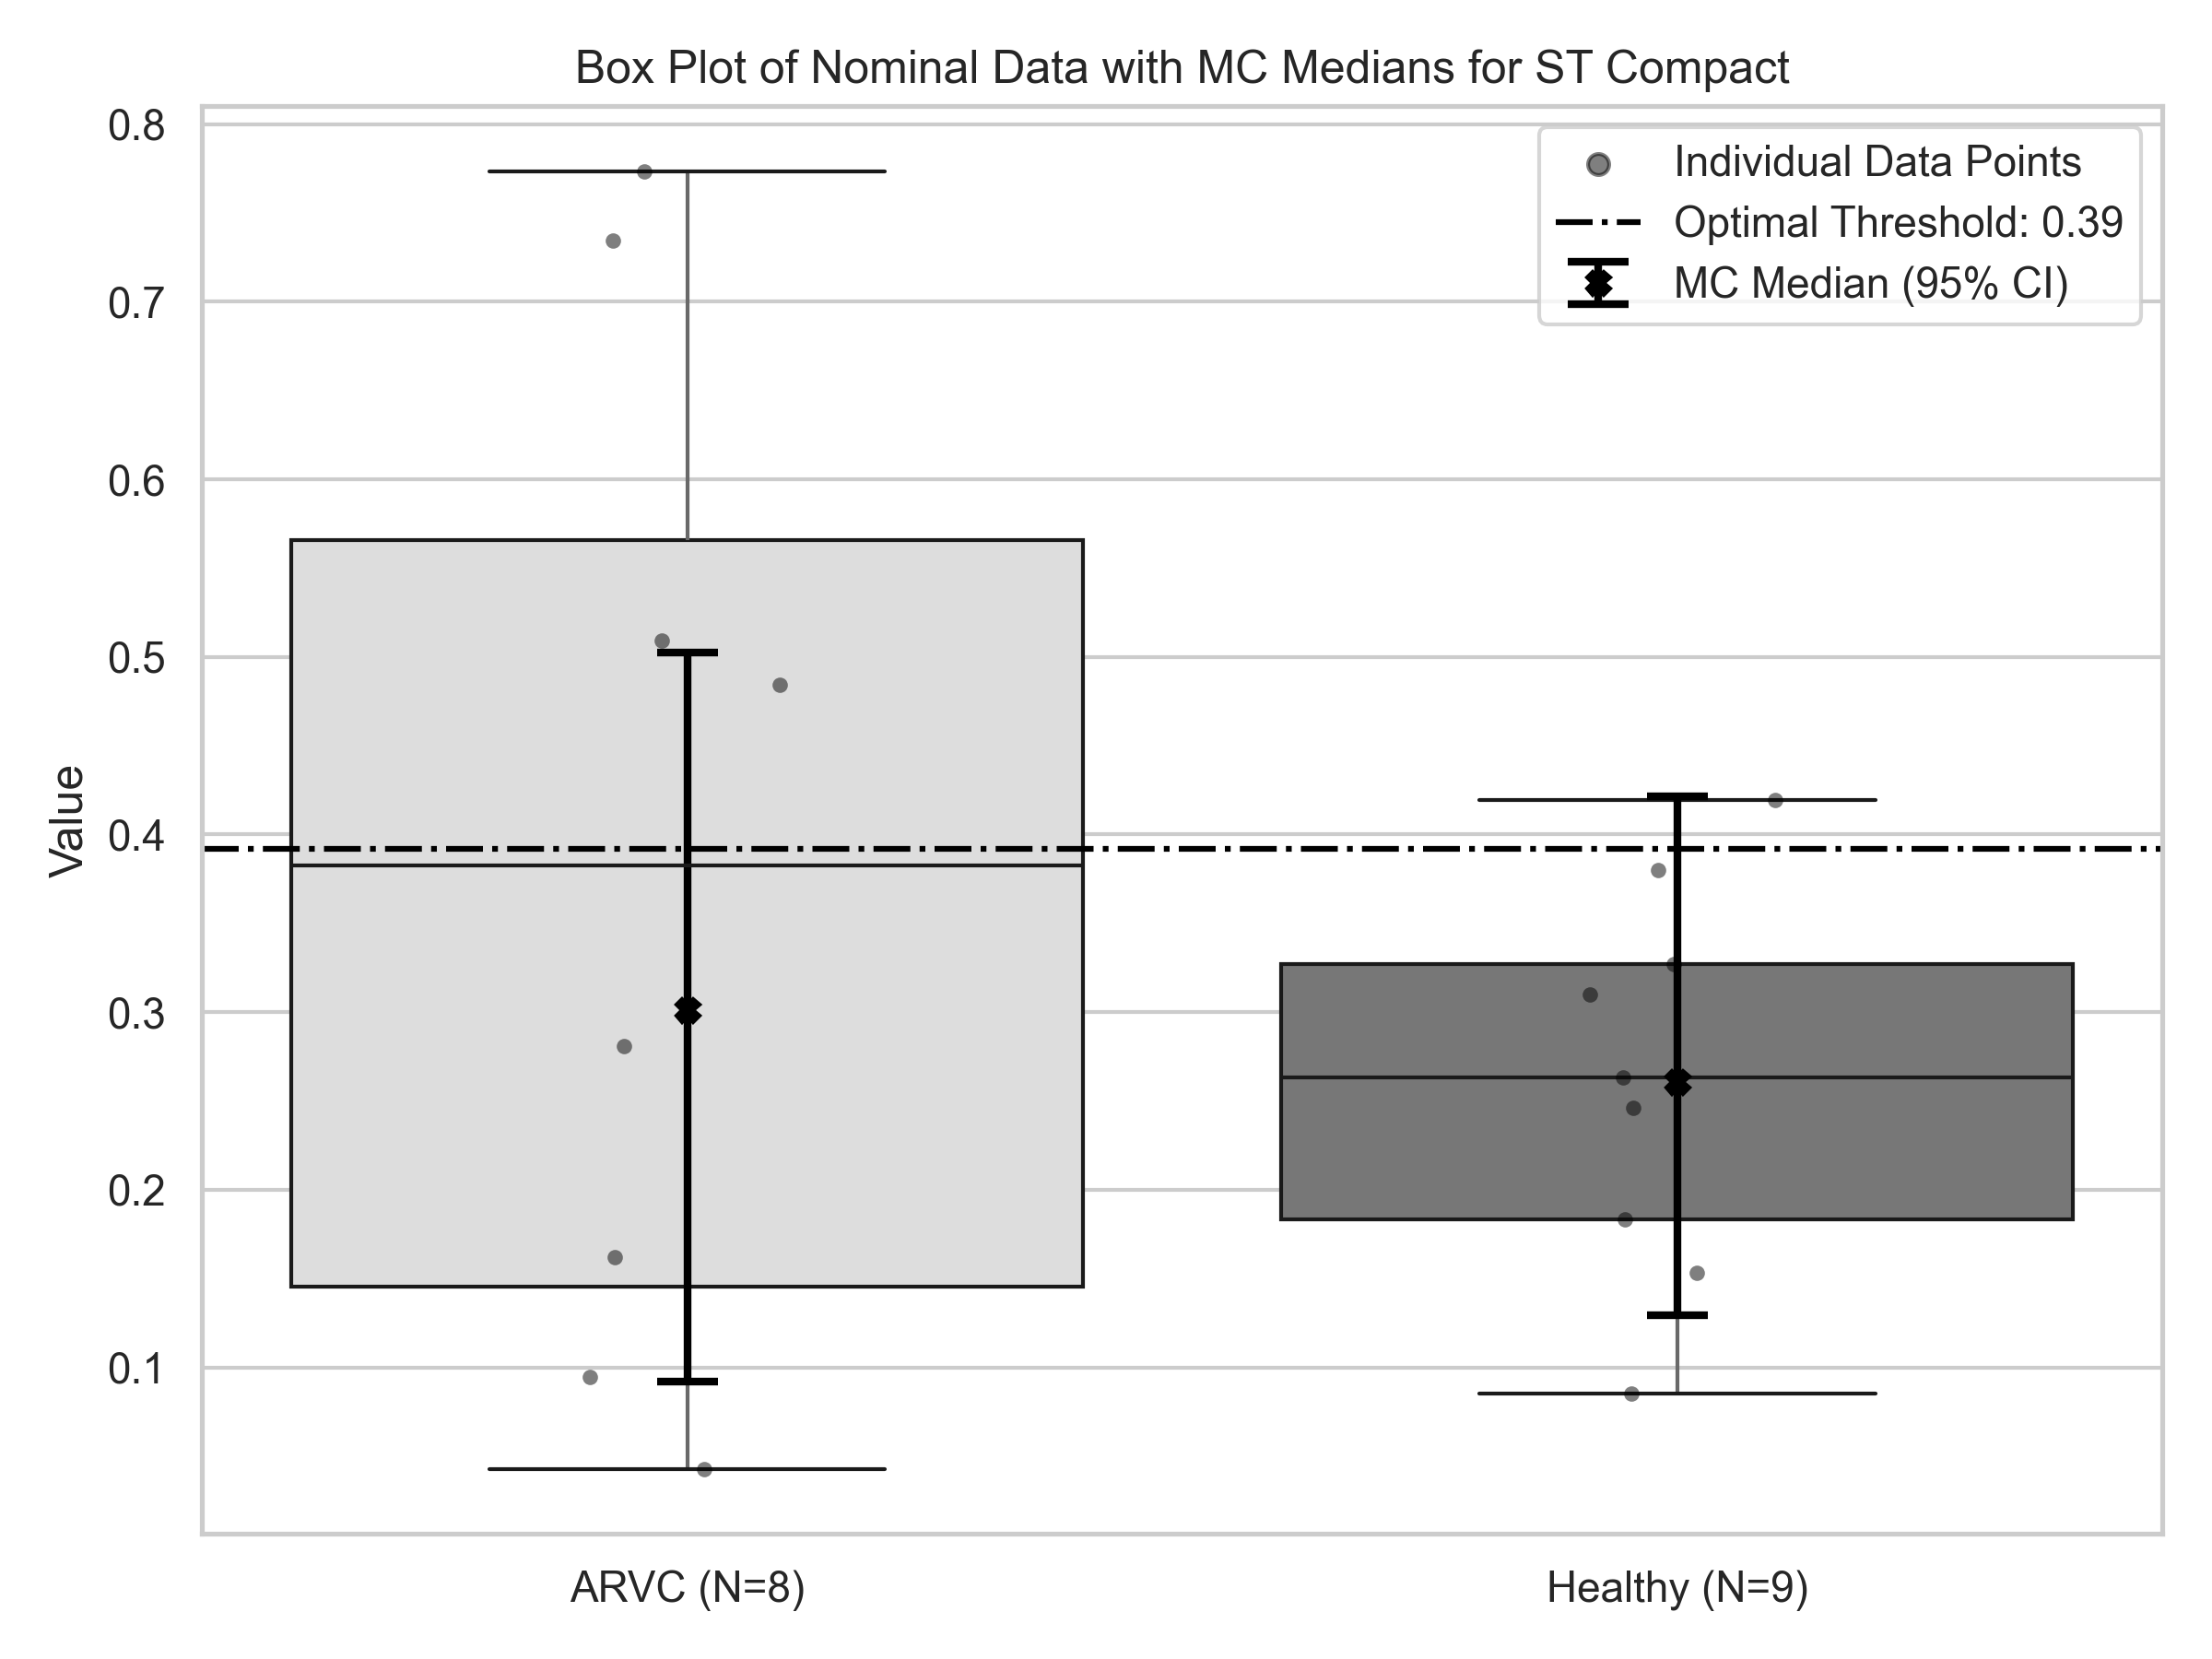 Box Plot of Nominal Data with MC Medians for ST Compact
0.8
0.7
0.6
0.5
0.4
0.3
0.2
0.1
Value
Individual Data Points
Optimal Threshold: 0.39
MC Median (95% CI)
ARVC (N=8)
Healthy (N=9)